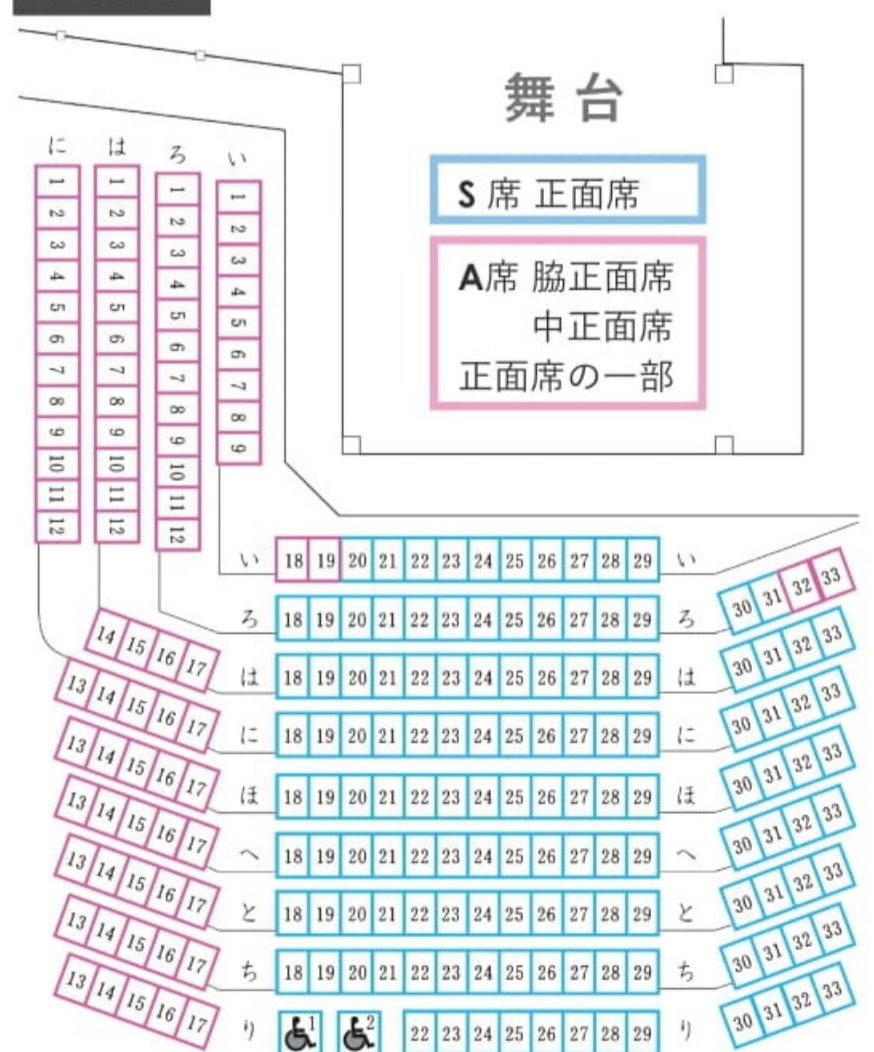 舞台
S席 正面席
A席 脇正面席
中正面席
正面席の一部
に は ろ い
1 1 1 1
2 2 2 2
3 3 3 3
4 4 4 4
5 5 5 5
6 6 6 6
7 7 7 7
8 8 8 8
9 9 9 9
10 10 10
11 11 11
12 12 12
い 18 19 20 21 22 23 24 25 26 27 28 29 い 30 31 32 33
14 15 16 17 ろ 18 19 20 21 22 23 24 25 26 27 28 29 ろ 30 31 32 33
13 14 15 16 17 は 18 19 20 21 22 23 24 25 26 27 28 29 は 30 31 32 33
13 14 15 16 17 に 18 19 20 21 22 23 24 25 26 27 28 29 に 30 31 32 33
13 14 15 16 17 ほ 18 19 20 21 22 23 24 25 26 27 28 29 ほ 30 31 32 33
13 14 15 16 17 へ 18 19 20 21 22 23 24 25 26 27 28 29 へ 30 31 32 33
13 14 15 16 17 と 18 19 20 21 22 23 24 25 26 27 28 29 と 30 31 32 33
13 14 15 16 17 ち 18 19 20 21 22 23 24 25 26 27 28 29 ち 30 31 32 33
り 1 2 22 23 24 25 26 27 28 29 り